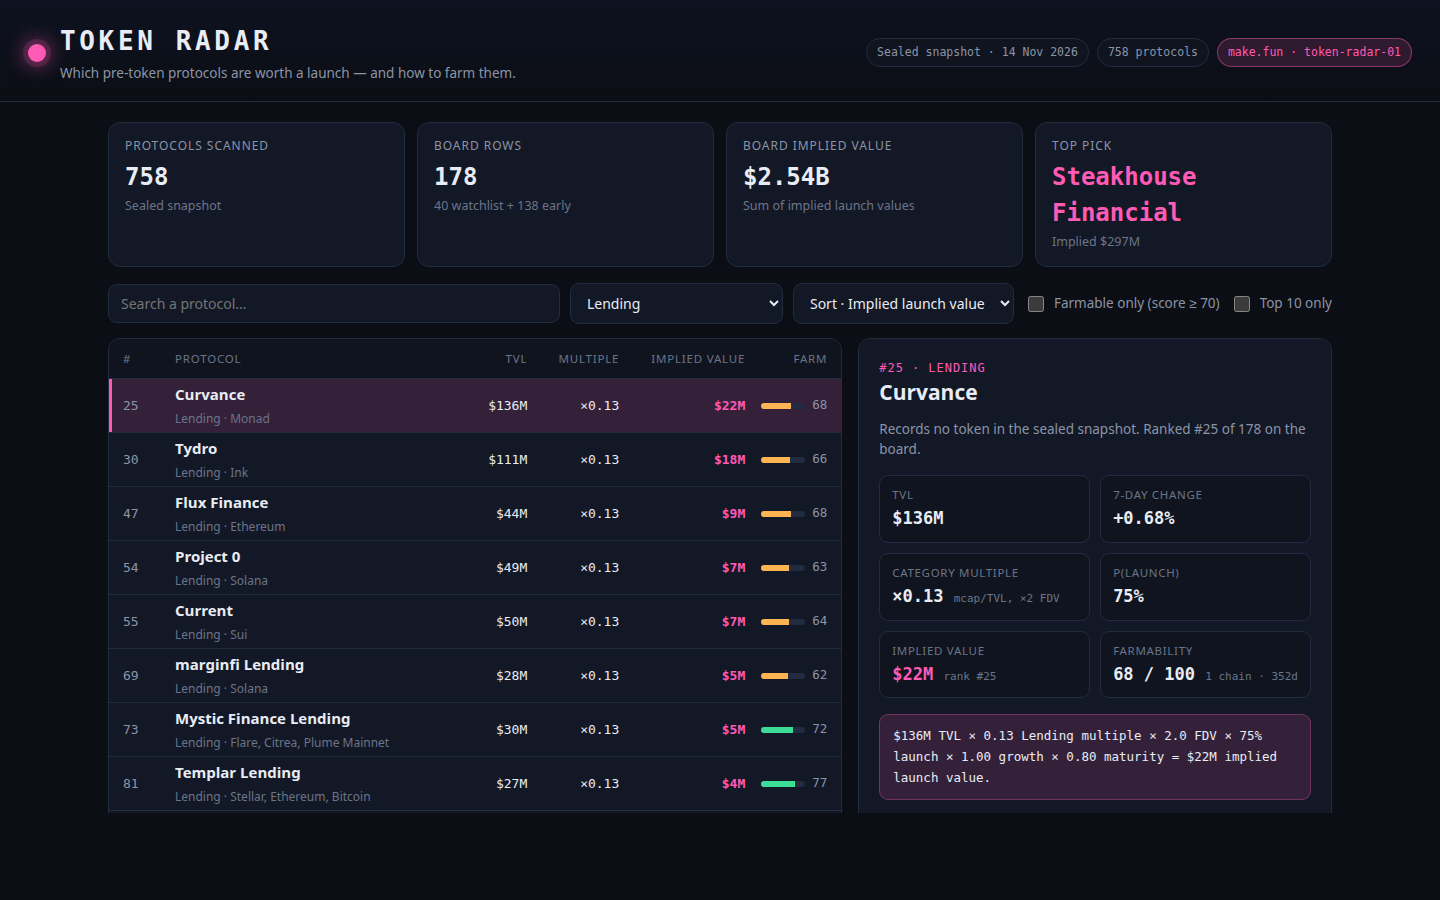 TOKEN RADAR
Which pre-token protocols are worth a launch — and how to farm them.
Sealed snapshot · 14 Nov 2026
758 protocols
make.fun · token-radar-01
PROTOCOLS SCANNED
758
Sealed snapshot
BOARD ROWS
178
40 watchlist + 138 early
BOARD IMPLIED VALUE
$2.54B
Sum of implied launch values
TOP PICK
Steakhouse
Financial
Implied $297M
Search a protocol...
Lending
Sort · Implied launch value
Farmable only (score ≥ 70)
Top 10 only
# PROTOCOL TVL MULTIPLE IMPLIED VALUE FARM
25 Curvance $136M ×0.13 $22M 68
Lending · Monad
30 Tydro $111M ×0.13 $18M 66
Lending · Ink
47 Flux Finance $44M ×0.13 $9M 68
Lending · Ethereum
54 Project 0 $49M ×0.13 $7M 63
Lending · Solana
55 Current $50M ×0.13 $7M 64
Lending · Sui
69 marginfi Lending $28M ×0.13 $5M 62
Lending · Solana
73 Mystic Finance Lending $30M ×0.13 $5M 72
Lending · Flare, Citrea, Plume Mainnet
81 Templar Lending $27M ×0.13 $4M 77
Lending · Stellar, Ethereum, Bitcoin
#25 · LENDING
Curvance
Records no token in the sealed snapshot. Ranked #25 of 178 on the
board.
TVL
$136M
7-DAY CHANGE
+0.68%
CATEGORY MULTIPLE
×0.13 mcap/TVL, ×2 FDV
P(LAUNCH)
75%
IMPLIED VALUE
$22M rank #25
FARMABILITY
68 / 100 1 chain · 352d
$136M TVL × 0.13 Lending multiple × 2.0 FDV × 75%
launch × 1.00 growth × 0.80 maturity = $22M implied
launch value.